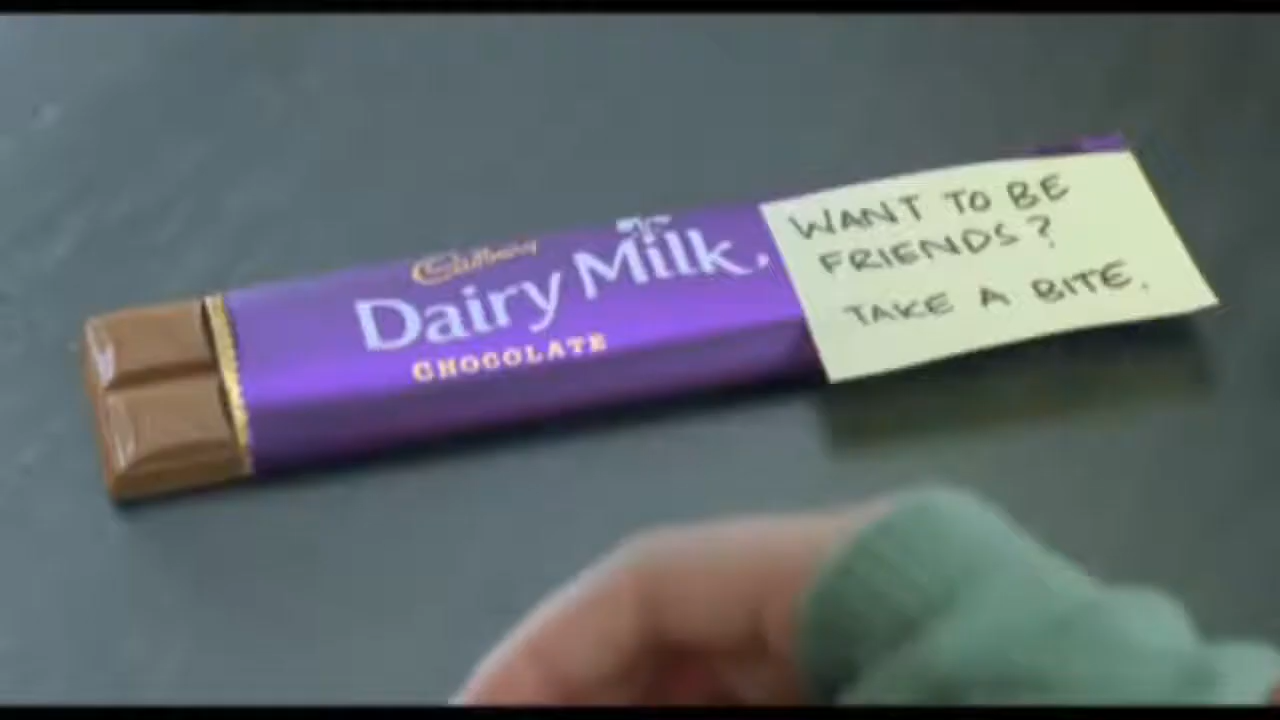 Cadbury
Dairy Milk
CHOCOLATE
WANT TO BE
FRIENDS?
TAKE A BITE.